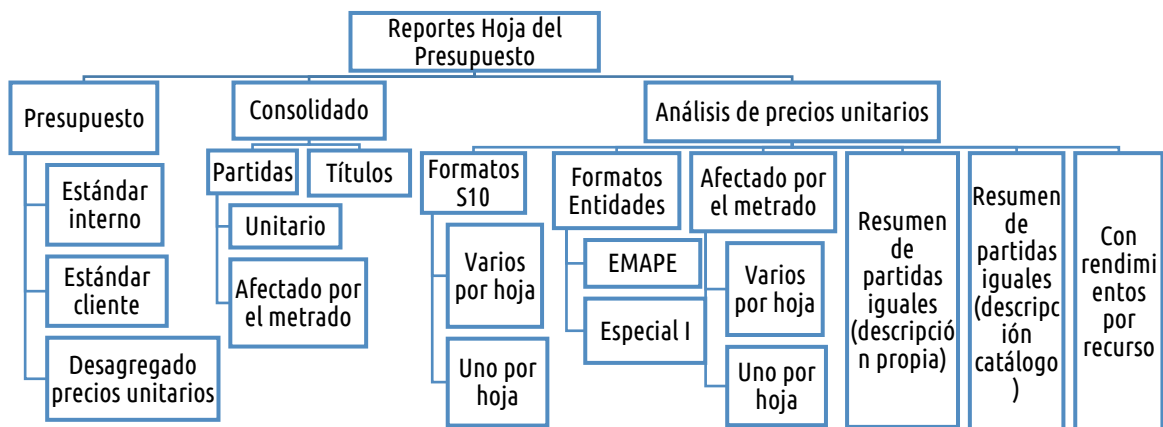 Reportes Hoja del
Presupuesto
Presupuesto
Estándar
interno
Estándar
cliente
Desagregado
precios unitarios
Consolidado
Partidas
Unitario
Afectado por
el metrado
Títulos
Análisis de precios unitarios
Formatos
S10
Varios
por hoja
Uno por
hoja
Formatos
Entidades
EMAPE
Especial I
Afectado por
el metrado
Varios
por hoja
Uno por
hoja
Resumen
de
partidas
iguales
(descripció
n propia)
Resumen
de
partidas
iguales
(descripc
ión
catálogo
)
Con
rendimi
entos
por
recurso